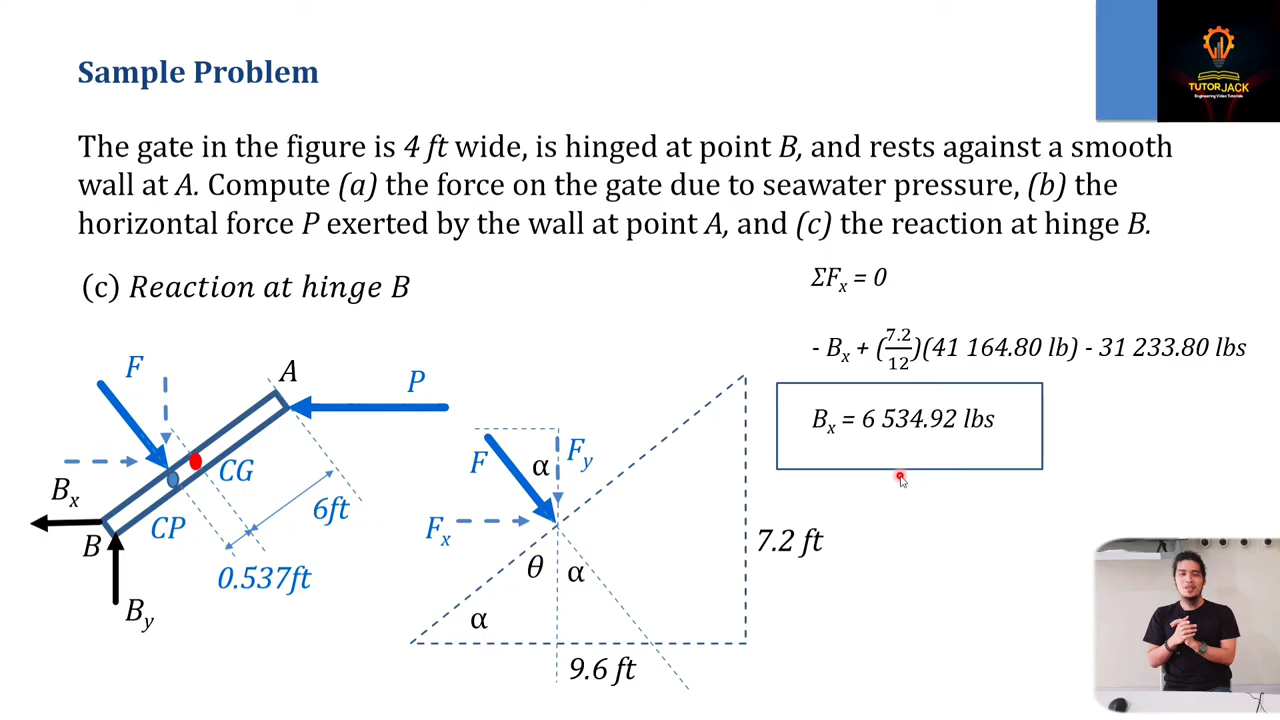 TUTORJACK
Engineering Video Tutorials
Sample Problem
The gate in the figure is 4 ft wide, is hinged at point B, and rests against a smooth
wall at A. Compute (a) the force on the gate due to seawater pressure, (b) the
horizontal force P exerted by the wall at point A, and (c) the reaction at hinge B.
(c) Reaction at hinge B
ΣFx = 0
- Bx + (7.2/12)(41 164.80 lb) - 31 233.80 lbs
Bx = 6 534.92 lbs
F
A
P
CG
Bx
6ft
CP
B
0.537ft
By
F
α
Fy
Fx
θ
α
α
7.2 ft
9.6 ft